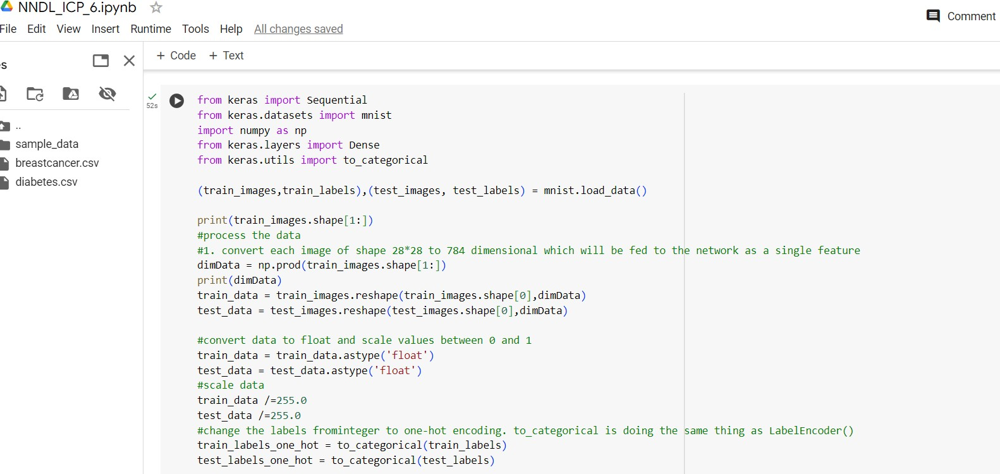 NNDL_ICP_6.ipynb
File Edit View Insert Runtime Tools Help All changes saved
Comment
+ Code + Text
s
..
sample_data
breastcancer.csv
diabetes.csv
52s
from keras import Sequential
from keras.datasets import mnist
import numpy as np
from keras.layers import Dense
from keras.utils import to_categorical
(train_images,train_labels),(test_images, test_labels) = mnist.load_data()
print(train_images.shape[1:])
#process the data
#1. convert each image of shape 28*28 to 784 dimensional which will be fed to the network as a single feature
dimData = np.prod(train_images.shape[1:])
print(dimData)
train_data = train_images.reshape(train_images.shape[0],dimData)
test_data = test_images.reshape(test_images.shape[0],dimData)
#convert data to float and scale values between 0 and 1
train_data = train_data.astype('float')
test_data = test_data.astype('float')
#scale data
train_data /=255.0
test_data /=255.0
#change the labels frominteger to one-hot encoding. to_categorical is doing the same thing as LabelEncoder()
train_labels_one_hot = to_categorical(train_labels)
test_labels_one_hot = to_categorical(test_labels)